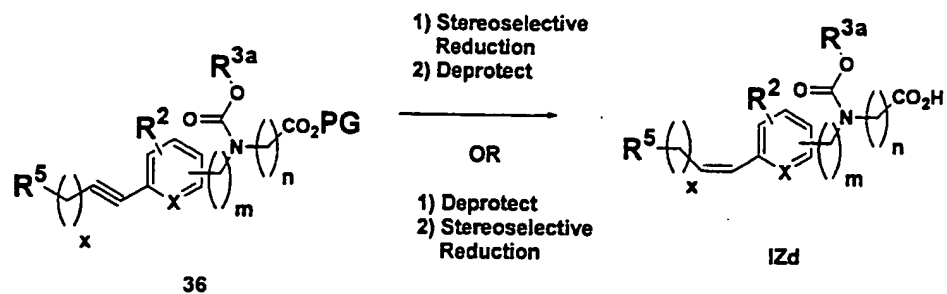 1) Stereoselective
Reduction
2) Deprotect
OR
1) Deprotect
2) Stereoselective
Reduction
R3a
O
O
N
R2
CO2PG
n
m
R5
X
x
36
R3a
O
O
N
R2
CO2H
n
m
R5
X
x
IZd